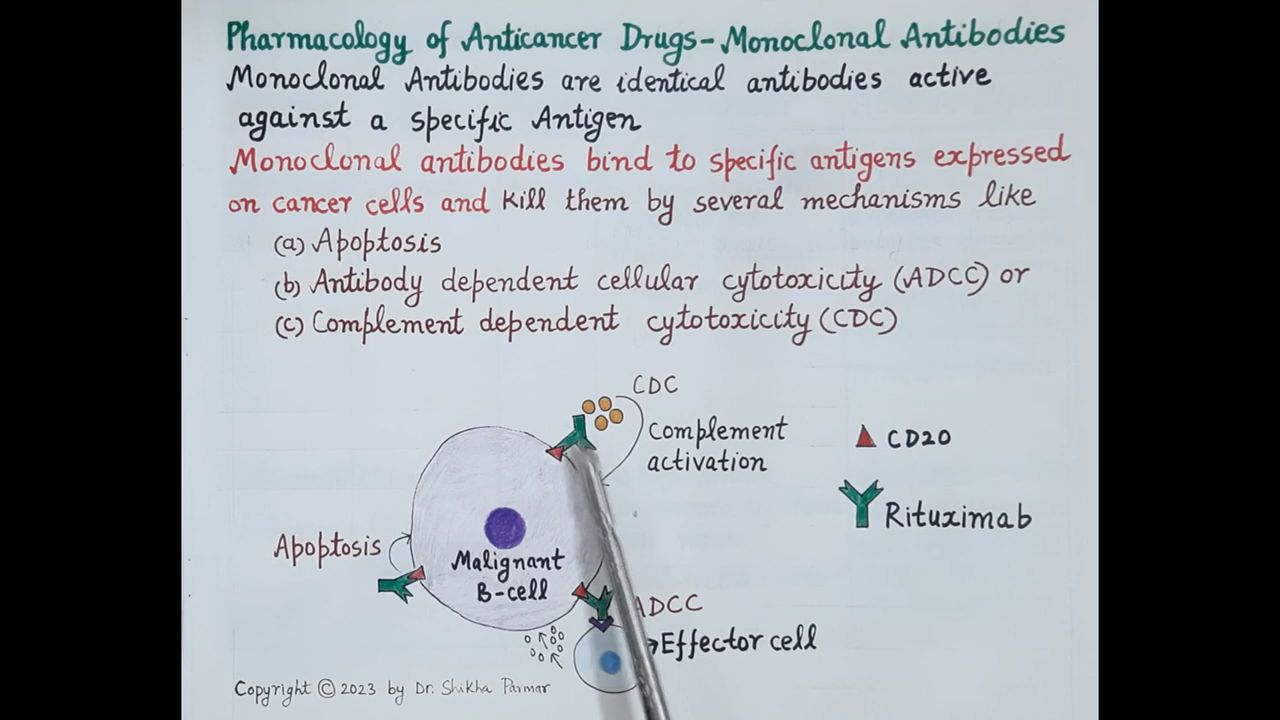 Pharmacology of Anticancer Drugs-Monoclonal Antibodies
Monoclonal Antibodies are identical antibodies active
against a specific Antigen
Monoclonal antibodies bind to specific antigens expressed
on cancer cells and kill them by several mechanisms like
(a) Apoptosis
(b) Antibody dependent cellular cytotoxicity (ADCC) or
(c) Complement dependent cytotoxicity (CDC)
CDC
Complement
activation
CD20
Rituximab
Apoptosis
Malignant
B-cell
ADCC
Effector cell
Copyright © 2023 by Dr. Shikha Parmar